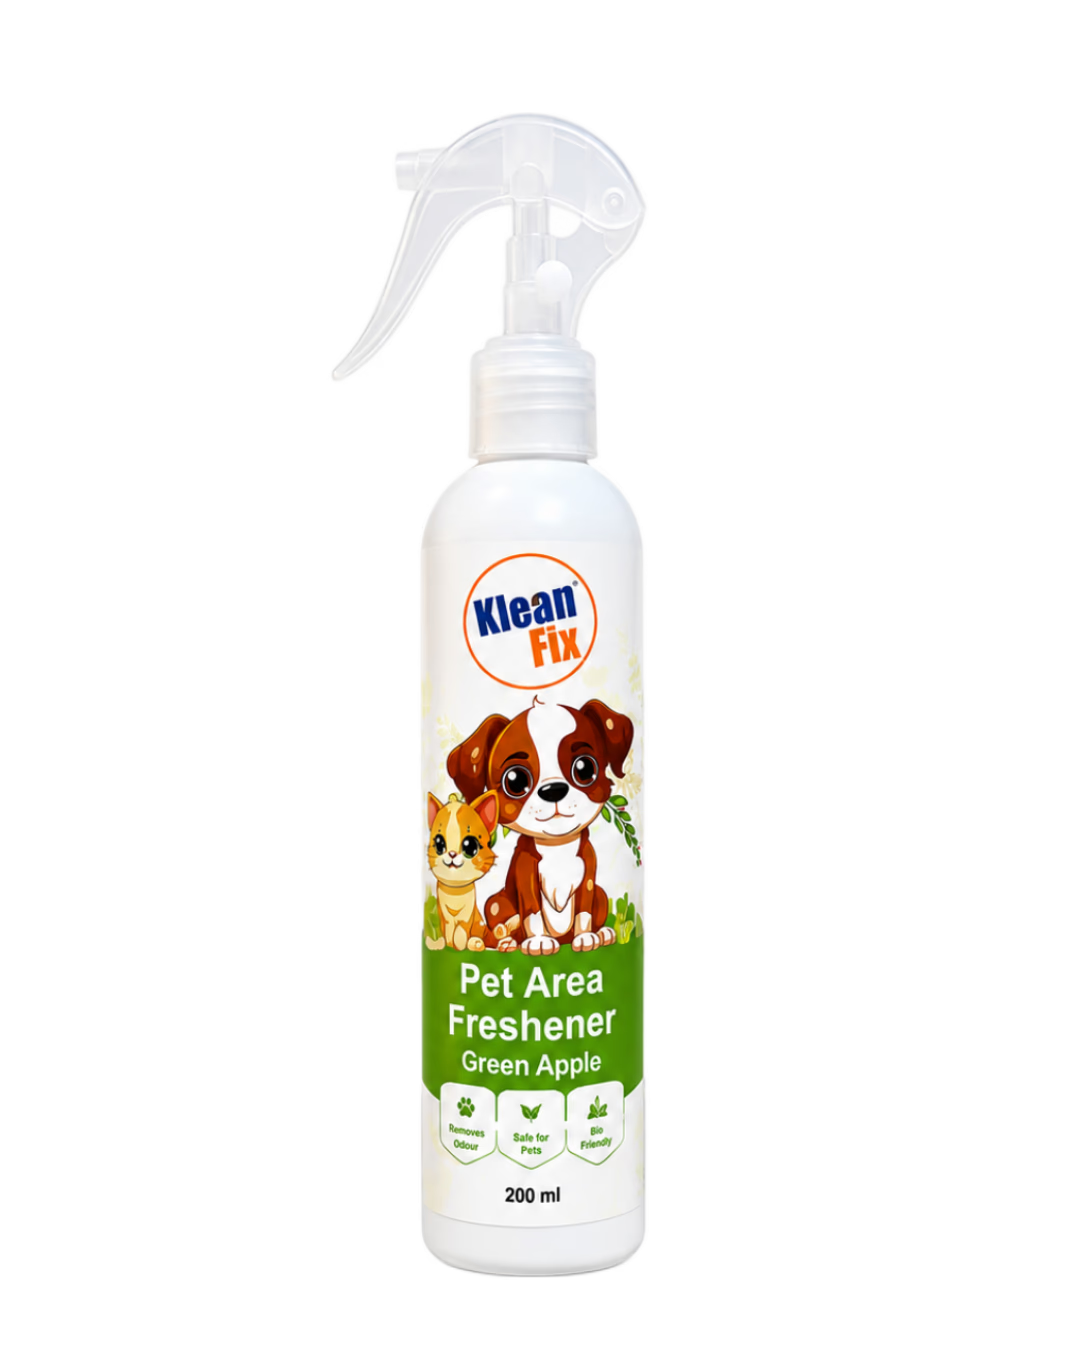 Klean®
Fix
Pet Area
Freshener
Green Apple
Removes
Odour
Safe for
Pets
Bio
Friendly
200 ml